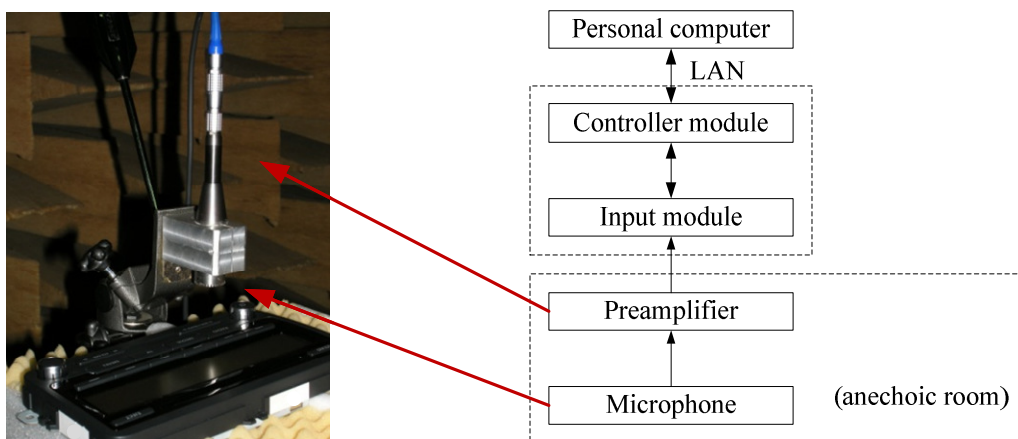 Personal computer
LAN
Controller module
Input module
Preamplifier
Microphone
(anechoic room)